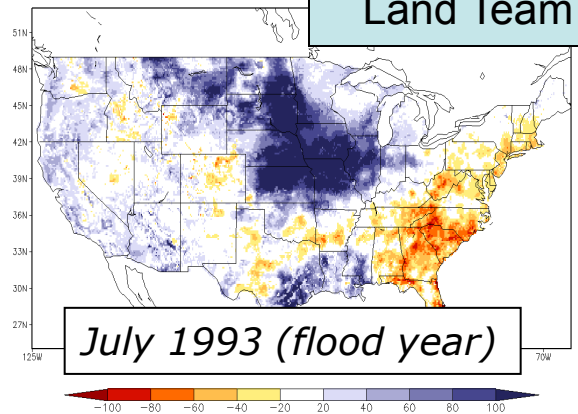 Land Team
51N
48N
45N
42N
39N
36N
33N
30N
27N
July 1993 (flood year)
125W
70W
-100 -80 -60 -40 -20 20 40 60 80 100